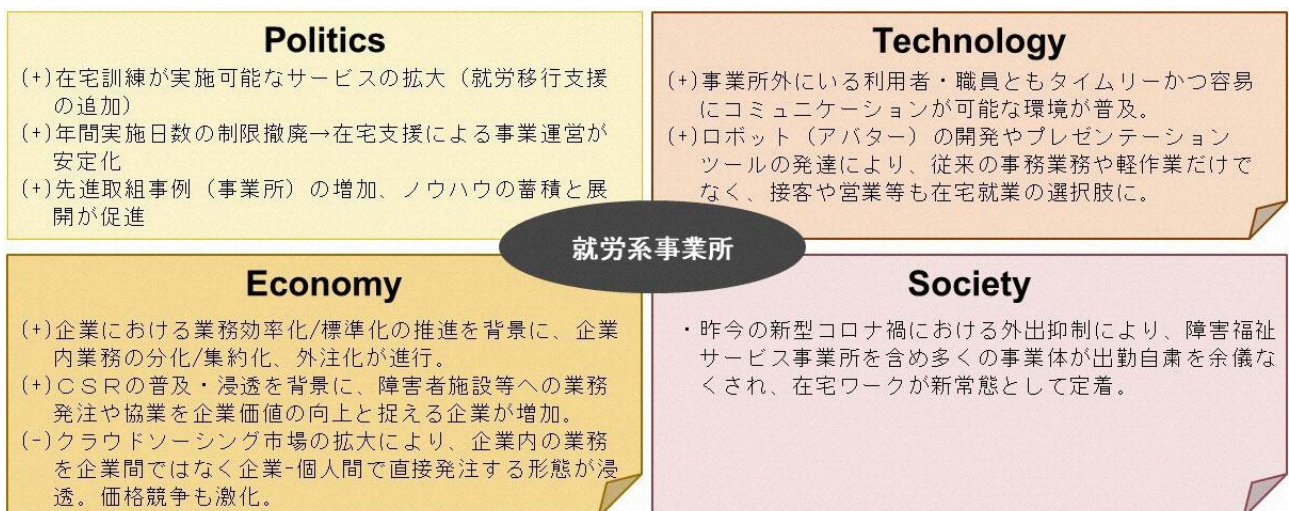 Politics
(+)在宅訓練が実施可能なサービスの拡大（就労移行支援
の追加）
(+)年間実施日数の制限撤廃→在宅支援による事業運営が
安定化
(+)先進取組事例（事業所）の増加、ノウハウの蓄積と展
開が促進
Technology
(+)事業所外にいる利用者・職員ともタイムリーかつ容易
にコミュニケーションが可能な環境が普及。
(+)ロボット（アバター）の開発やプレゼンテーション
ツールの発達により、従来の事務業務や軽作業だけで
なく、接客や営業等も在宅就業の選択肢に。
就労系事業所
Economy
(+)企業における業務効率化/標準化の推進を背景に、企業
内業務の分化/集約化、外注化が進行。
(+)ＣＳＲの普及・浸透を背景に、障害者施設等への業務
発注や協業を企業価値の向上と捉える企業が増加。
(-)クラウドソーシング市場の拡大により、企業内の業務
を企業間ではなく企業-個人間で直接発注する形態が浸
透。価格競争も激化。
Society
・昨今の新型コロナ禍における外出抑制により、障害福祉
サービス事業所を含め多くの事業体が出勤自粛を余儀な
くされ、在宅ワークが新常態として定着。